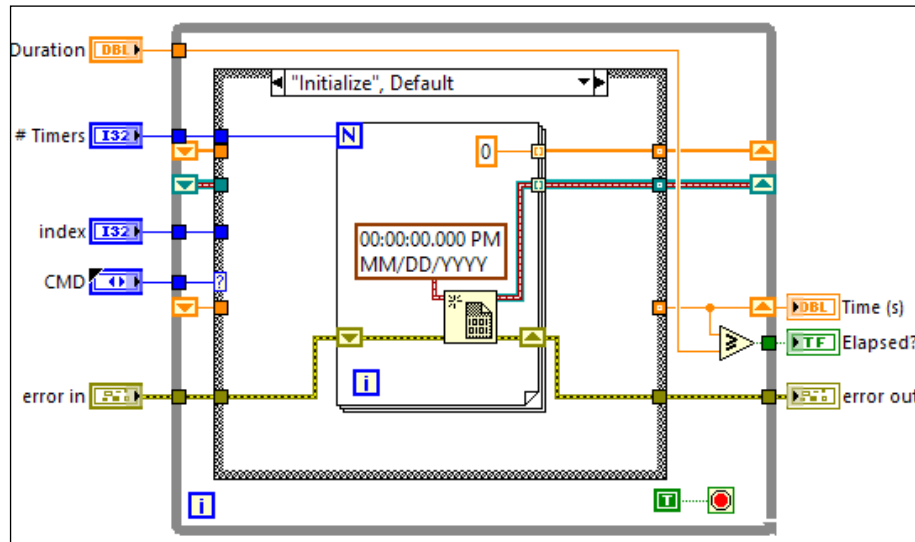 Duration
DBL
"Initialize", Default
# Timers
I32
N
0
index
I32
00:00:00.000 PM
MM/DD/YYYY
CMD
?
DBL
Time (s)
TF
Elapsed?
error in
i
error out
i
T